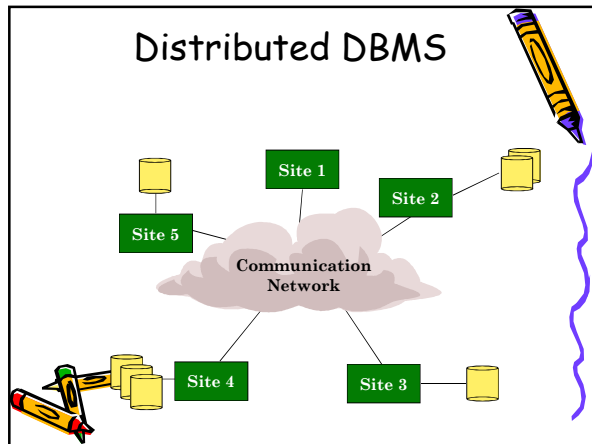 Distributed DBMS
Site 1
Site 2
Site 5
Communication
Network
Site 4
Site 3